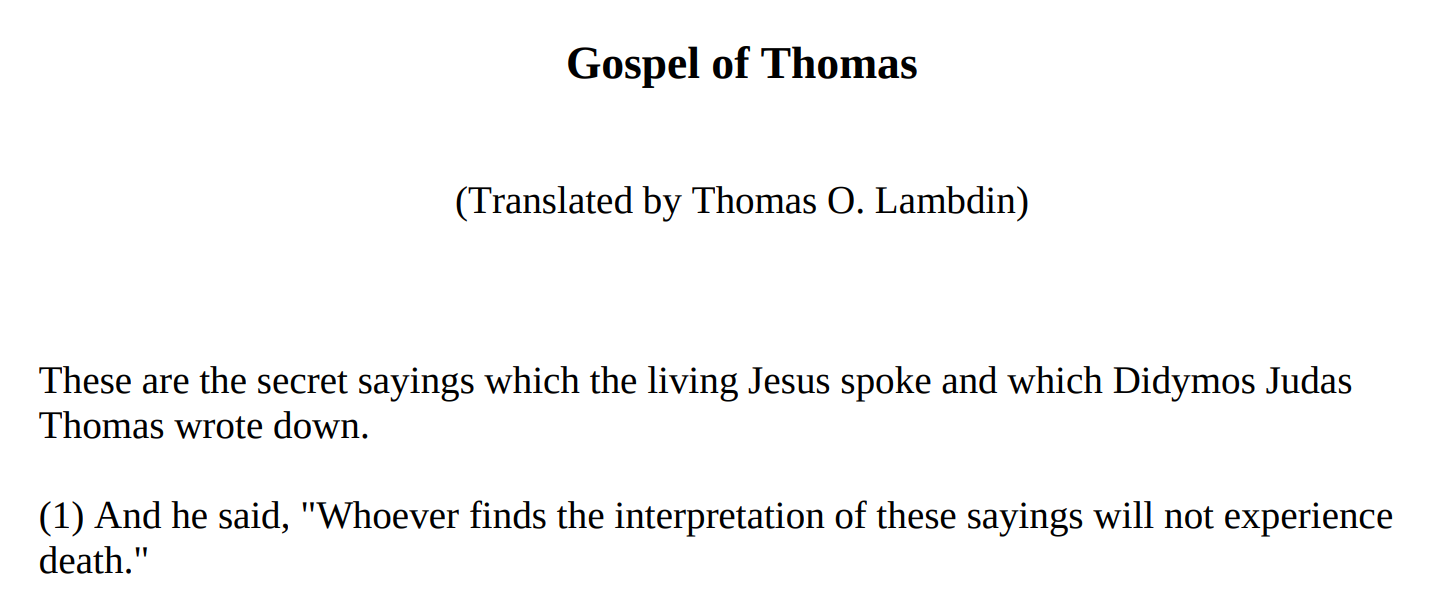 Gospel of Thomas
(Translated by Thomas O. Lambdin)
These are the secret sayings which the living Jesus spoke and which Didymos Judas
Thomas wrote down.
(1) And he said, "Whoever finds the interpretation of these sayings will not experience
death."